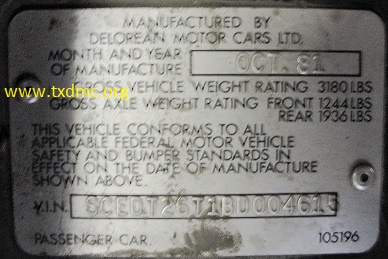 MANUFACTURED BY
DELOREAN MOTOR CARS LTD.
MONTH AND YEAR
OF MANUFACTURE OCT. 81
www.txdmc.org
VEHICLE WEIGHT RATING 3180 LBS
GROSS AXLE WEIGHT RATING FRONT 1244 LBS
REAR 1936 LBS
THIS VEHICLE CONFORMS TO ALL
APPLICABLE FEDERAL MOTOR VEHICLE
SAFETY AND BUMPER STANDARDS IN
EFFECT ON THE DATE OF MANUFACTURE
SHOWN ABOVE.
V.I.N. SCEDT26T1BD004615
PASSENGER CAR. 105196